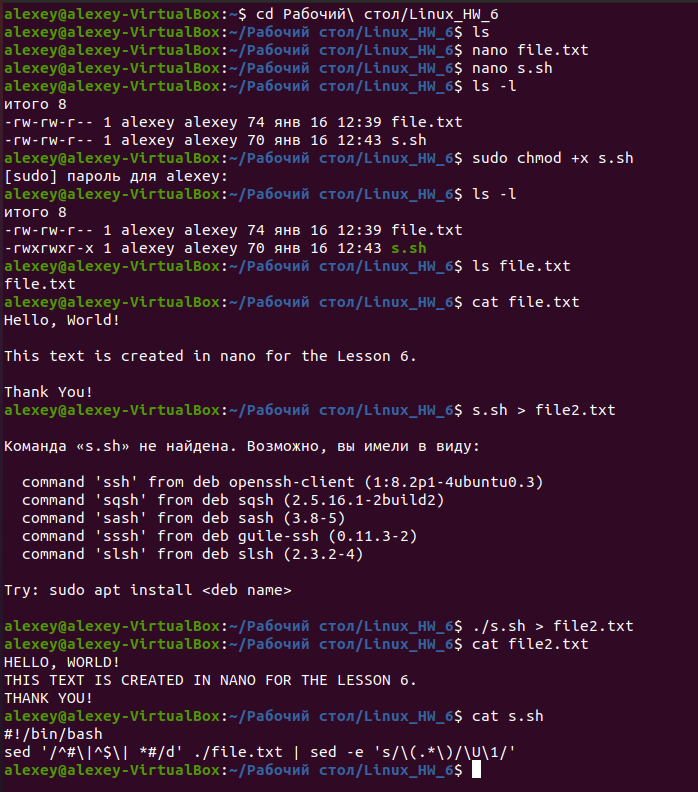 alexey@alexey-VirtualBox:~$ cd Рабочий\ стол/Linux_HW_6
alexey@alexey-VirtualBox:~/Рабочий стол/Linux_HW_6$ ls
alexey@alexey-VirtualBox:~/Рабочий стол/Linux_HW_6$ nano file.txt
alexey@alexey-VirtualBox:~/Рабочий стол/Linux_HW_6$ nano s.sh
alexey@alexey-VirtualBox:~/Рабочий стол/Linux_HW_6$ ls -l
итого 8
-rw-rw-r-- 1 alexey alexey 74 янв 16 12:39 file.txt
-rw-rw-r-- 1 alexey alexey 70 янв 16 12:43 s.sh
alexey@alexey-VirtualBox:~/Рабочий стол/Linux_HW_6$ sudo chmod +x s.sh
[sudo] пароль для alexey:
alexey@alexey-VirtualBox:~/Рабочий стол/Linux_HW_6$ ls -l
итого 8
-rw-rw-r-- 1 alexey alexey 74 янв 16 12:39 file.txt
-rwxrwxr-x 1 alexey alexey 70 янв 16 12:43 s.sh
alexey@alexey-VirtualBox:~/Рабочий стол/Linux_HW_6$ ls file.txt
file.txt
alexey@alexey-VirtualBox:~/Рабочий стол/Linux_HW_6$ cat file.txt
Hello, World!

This text is created in nano for the Lesson 6.

Thank You!
alexey@alexey-VirtualBox:~/Рабочий стол/Linux_HW_6$ s.sh > file2.txt

Команда «s.sh» не найдена. Возможно, вы имели в виду:

  command 'ssh' from deb openssh-client (1:8.2p1-4ubuntu0.3)
  command 'sqsh' from deb sqsh (2.5.16.1-2build2)
  command 'sash' from deb sash (3.8-5)
  command 'sssh' from deb guile-ssh (0.11.3-2)
  command 'slsh' from deb slsh (2.3.2-4)

Try: sudo apt install <deb name>

alexey@alexey-VirtualBox:~/Рабочий стол/Linux_HW_6$ ./s.sh > file2.txt
alexey@alexey-VirtualBox:~/Рабочий стол/Linux_HW_6$ cat file2.txt
HELLO, WORLD!
THIS TEXT IS CREATED IN NANO FOR THE LESSON 6.
THANK YOU!
alexey@alexey-VirtualBox:~/Рабочий стол/Linux_HW_6$ cat s.sh
#!/bin/bash
sed '/^#\|^$\| *#/d' ./file.txt | sed -e 's/\(.*\)/\U\1/'
alexey@alexey-VirtualBox:~/Рабочий стол/Linux_HW_6$